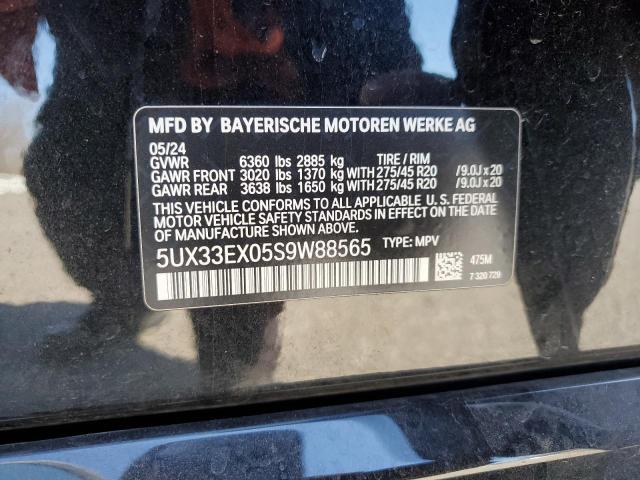 MFD BY BAYERISCHE MOTOREN WERKE AG
05/24
GVWR 6360 lbs 2885 kg TIRE / RIM
GAWR FRONT 3020 lbs 1370 kg WITH 275/45 R20 / 9.0J x 20
GAWR REAR 3638 lbs 1650 kg WITH 275/45 R20 / 9.0J x 20
THIS VEHICLE CONFORMS TO ALL APPLICABLE U. S. FEDERAL
MOTOR VEHICLE SAFETY STANDARDS IN EFFECT ON THE DATE
OF MANUFACTURE SHOWN ABOVE.
5UX33EX05S9W88565 TYPE: MPV
475M
7 320 729